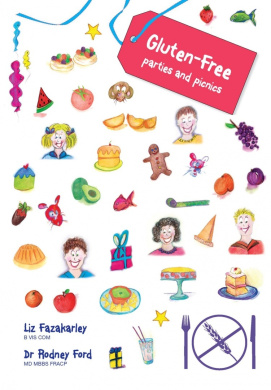 Gluten-Free
parties and picnics
Liz Fazakarley
B.VIS COM
Dr Rodney Ford
MD MBBS FRACP